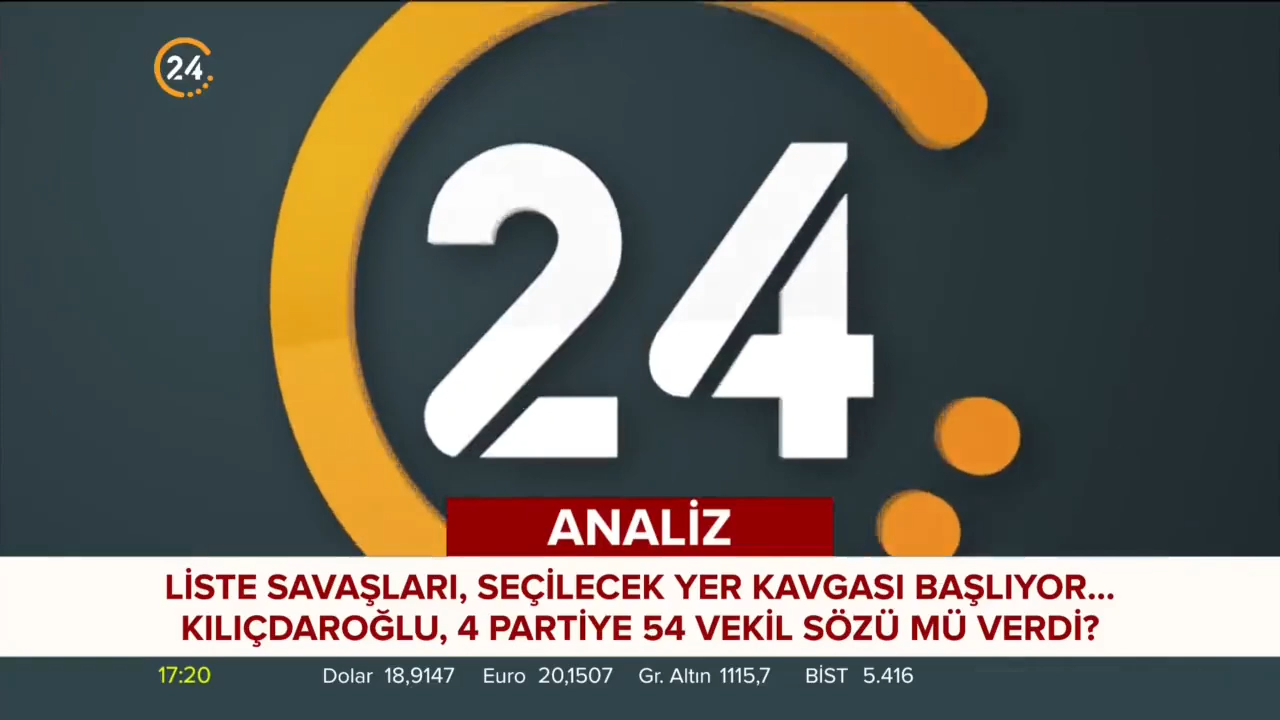 24
24
ANALİZ
LİSTE SAVAŞLARI, SEÇİLECEK YER KAVGASI BAŞLIYOR...
KILIÇDAROĞLU, 4 PARTİYE 54 VEKİL SÖZÜ MÜ VERDİ?
17:20 Dolar 18,9147 Euro 20,1507 Gr. Altın 1115,7 BİST 5.416